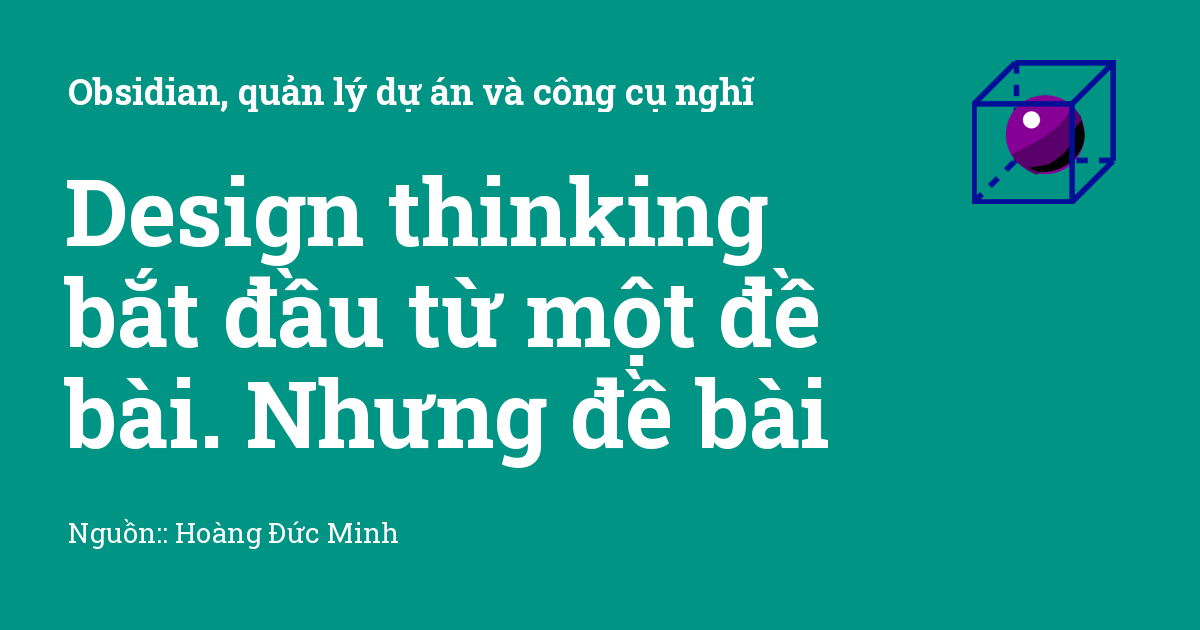 Obsidian, quản lý dự án và công cụ nghĩ
Design thinking
bắt đầu từ một đề
bài. Nhưng đề bài
Nguồn:: Hoàng Đức Minh